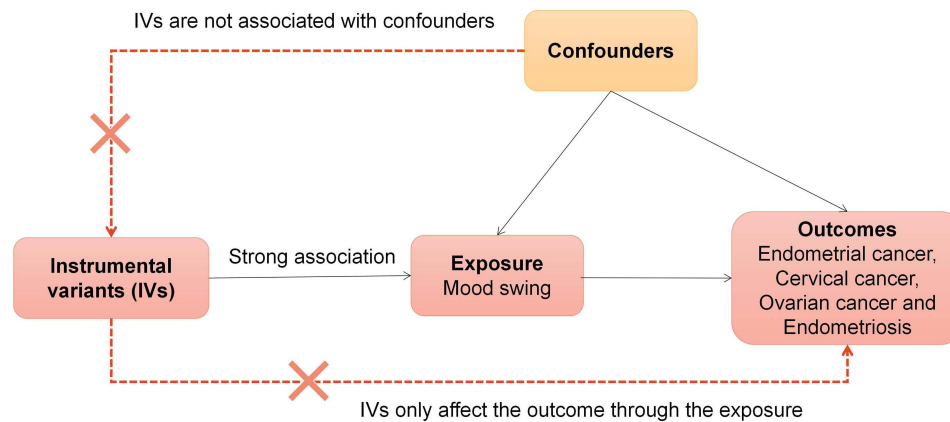 IVs are not associated with confounders
Confounders
Instrumental
variants (IVs)
Strong association
Exposure
Mood swing
Outcomes
Endometrial cancer,
Cervical cancer,
Ovarian cancer and
Endometriosis
IVs only affect the outcome through the exposure